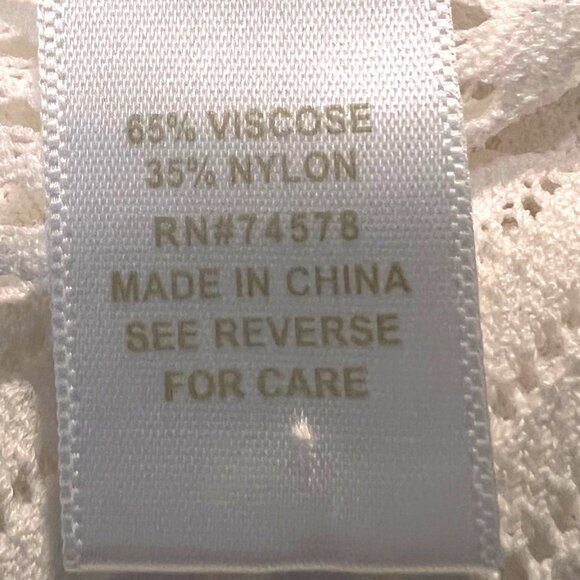 65% VISCOSE
35% NYLON
RN#74578
MADE IN CHINA
SEE REVERSE
FOR CARE